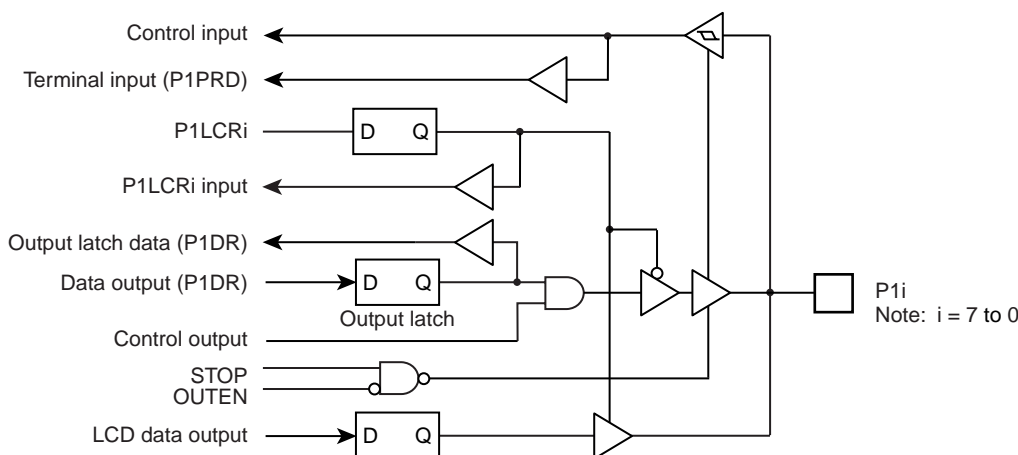 Control input
Terminal input (P1PRD)
P1LCRi
D Q
P1LCRi input
Output latch data (P1DR)
Data output (P1DR)
D Q
Output latch
P1i
Note: i = 7 to 0
Control output
STOP
OUTEN
LCD data output
D Q